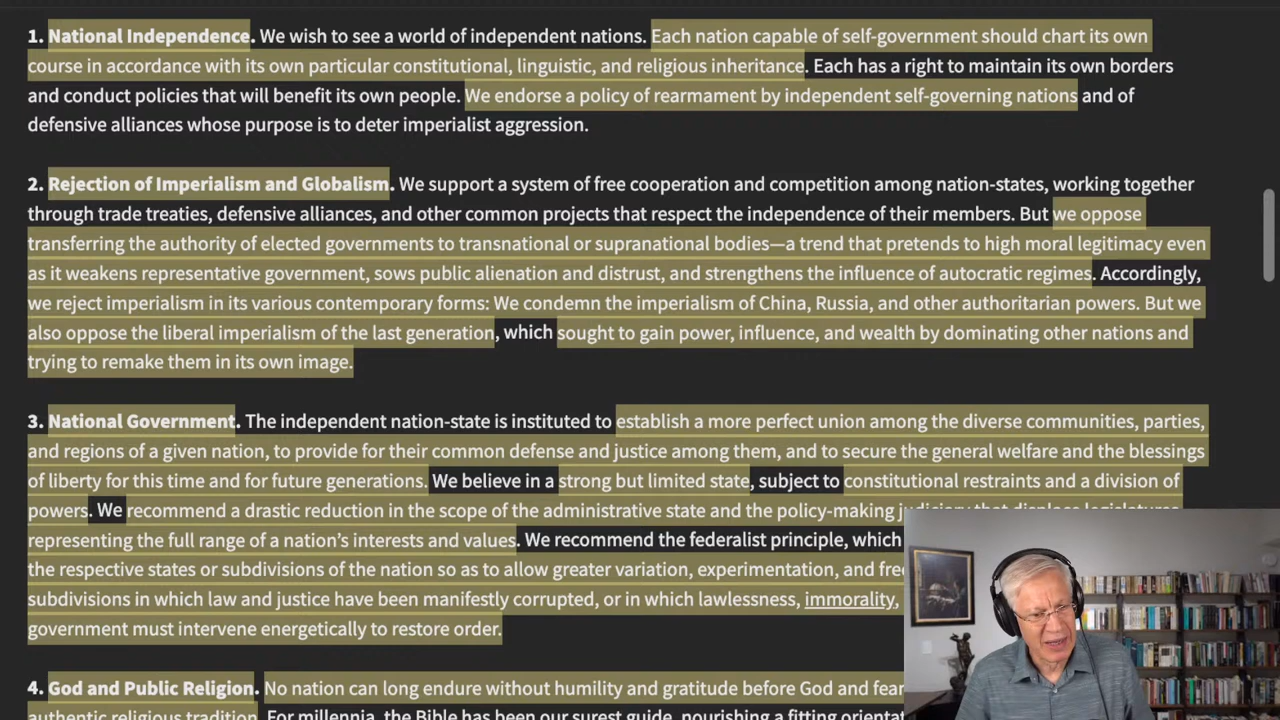 1. National Independence. We wish to see a world of independent nations. Each nation capable of self-government should chart its own
course in accordance with its own particular constitutional, linguistic, and religious inheritance. Each has a right to maintain its own borders
and conduct policies that will benefit its own people. We endorse a policy of rearmament by independent self-governing nations and of
defensive alliances whose purpose is to deter imperialist aggression.
2. Rejection of Imperialism and Globalism. We support a system of free cooperation and competition among nation-states, working together
through trade treaties, defensive alliances, and other common projects that respect the independence of their members. But we oppose
transferring the authority of elected governments to transnational or supranational bodies—a trend that pretends to high moral legitimacy even
as it weakens representative government, sows public alienation and distrust, and strengthens the influence of autocratic regimes. Accordingly,
we reject imperialism in its various contemporary forms: We condemn the imperialism of China, Russia, and other authoritarian powers. But we
also oppose the liberal imperialism of the last generation, which sought to gain power, influence, and wealth by dominating other nations and
trying to remake them in its own image.
3. National Government. The independent nation-state is instituted to establish a more perfect union among the diverse communities, parties,
and regions of a given nation, to provide for their common defense and justice among them, and to secure the general welfare and the blessings
of liberty for this time and for future generations. We believe in a strong but limited state, subject to constitutional restraints and a division of
powers. We recommend a drastic reduction in the scope of the administrative state and the policy-making judiciary that displaces legislatures
representing the full range of a nation's interests and values. We recommend the federalist principle, which
the respective states or subdivisions of the nation so as to allow greater variation, experimentation, and
subdivisions in which law and justice have been manifestly corrupted, or in which lawlessness, immorality,
government must intervene energetically to restore order.
4. God and Public Religion. No nation can long endure without humility and gratitude before God and fear
authentic religious tradition. For millennia, the Bible has been our surest guide, nourishing a fitting